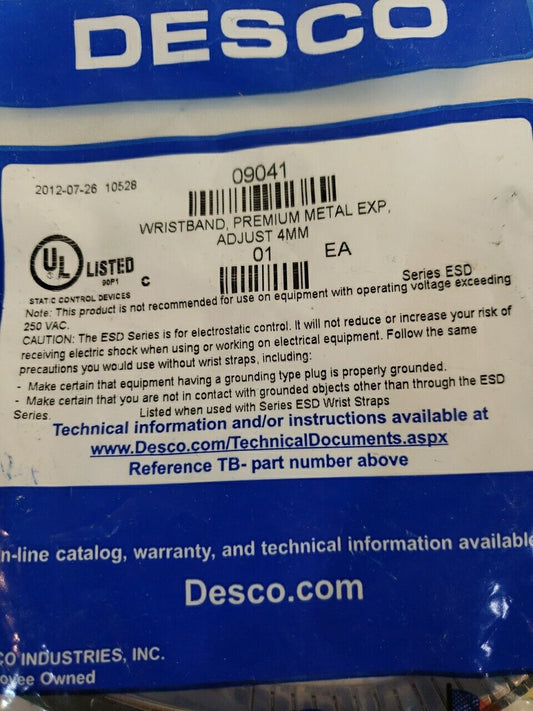 DESCO
2012-07-26 10528
09041
WRISTBAND, PREMIUM METAL EXP,
ADJUST 4MM
01 EA
UL LISTED
90P1
C
STATIC CONTROL DEVICES
Series ESD
Note: This product is not recommended for use on equipment with operating voltage exceeding
250 VAC.
CAUTION: The ESD Series is for electrostatic control. It will not reduce or increase your risk of
receiving electric shock when using or working on electrical equipment. Follow the same
precautions you would use without wrist straps, including:
- Make certain that equipment having a grounding type plug is properly grounded.
- Make certain that you are not in contact with grounded objects other than through the ESD
Series.
Listed when used with Series ESD Wrist Straps
Technical information and/or instructions available at
www.Desco.com/TechnicalDocuments.aspx
Reference TB- part number above
n-line catalog, warranty, and technical information available
Desco.com
CO INDUSTRIES, INC.
oyee Owned